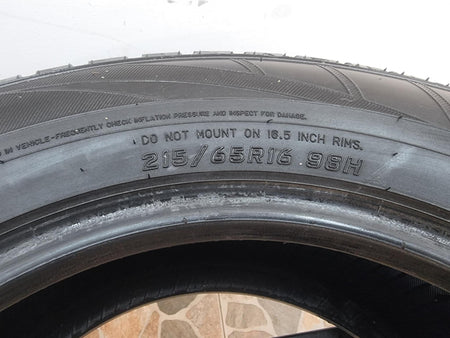 IN VEHICLE-FREQUENTLY CHECK INFLATION PRESSURE AND INSPECT FOR DAMAGE.
DO NOT MOUNT ON 16.5 INCH RIMS.
215/65R16 98H